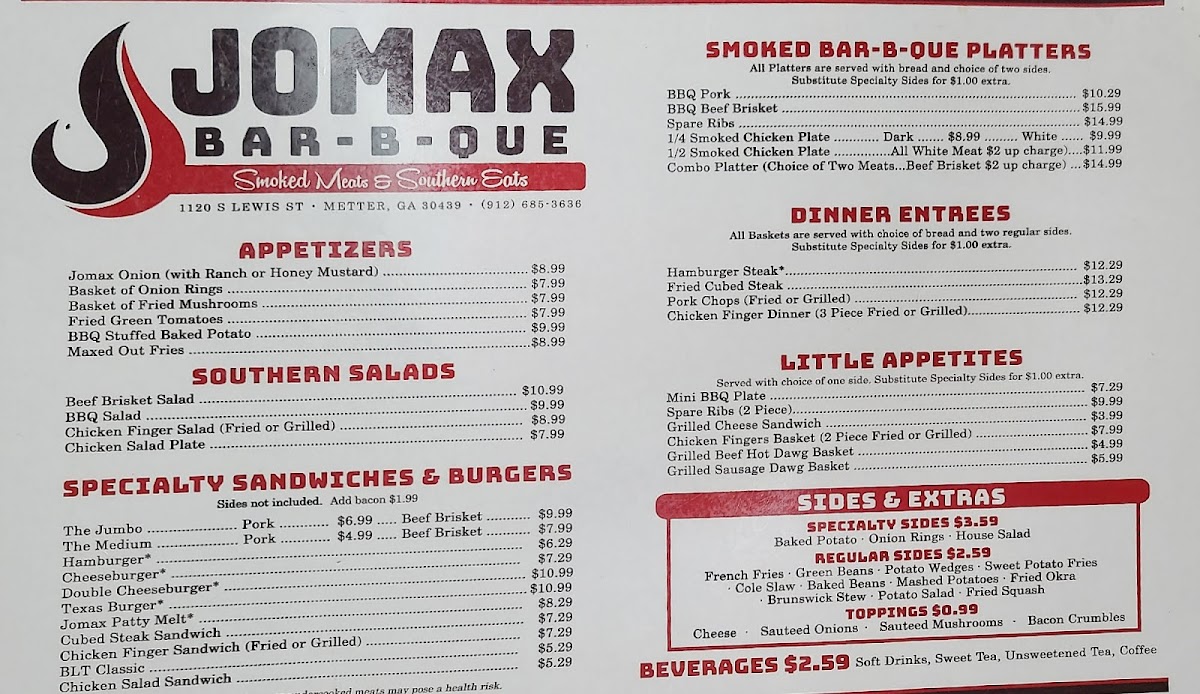 JOMAX
BAR-B-QUE
Smoked Meats & Southern Eats
1120 S LEWIS ST · METTER, GA 30439 · (912) 685-3636
APPETIZERS
Jomax Onion (with Ranch or Honey Mustard) ..... $8.99
Basket of Onion Rings ..... $7.99
Basket of Fried Mushrooms ..... $7.99
Fried Green Tomatoes ..... $7.99
BBQ Stuffed Baked Potato ..... $9.99
Maxed Out Fries ..... $8.99
SOUTHERN SALADS
Beef Brisket Salad ..... $10.99
BBQ Salad ..... $9.99
Chicken Finger Salad (Fried or Grilled) ..... $8.99
Chicken Salad Plate ..... $7.99
SPECIALTY SANDWICHES & BURGERS
Sides not included. Add bacon $1.99
The Jumbo ..... Pork ..... $6.99 ..... Beef Brisket ..... $9.99
The Medium ..... Pork ..... $4.99 ..... Beef Brisket ..... $7.99
Hamburger* ..... $6.29
Cheeseburger* ..... $7.29
Double Cheeseburger* ..... $10.99
Texas Burger* ..... $10.99
Jomax Patty Melt* ..... $8.29
Cubed Steak Sandwich ..... $7.29
Chicken Finger Sandwich (Fried or Grilled) ..... $7.29
BLT Classic ..... $5.29
Chicken Salad Sandwich ..... $5.29
meats may pose a health risk.
SMOKED BAR-B-QUE PLATTERS
All Platters are served with bread and choice of two sides.
Substitute Specialty Sides for $1.00 extra.
BBQ Pork ..... $10.29
BBQ Beef Brisket ..... $15.99
Spare Ribs ..... $14.99
1/4 Smoked Chicken Plate ..... Dark ..... $8.99 ..... White ..... $9.99
1/2 Smoked Chicken Plate ..... All White Meat $2 up charge) ..... $11.99
Combo Platter (Choice of Two Meats...Beef Brisket $2 up charge) ... $14.99
DINNER ENTREES
All Baskets are served with choice of bread and two regular sides.
Substitute Specialty Sides for $1.00 extra.
Hamburger Steak* ..... $12.29
Fried Cubed Steak ..... $13.29
Pork Chops (Fried or Grilled) ..... $12.29
Chicken Finger Dinner (3 Piece Fried or Grilled) ..... $12.29
LITTLE APPETITES
Served with choice of one side. Substitute Specialty Sides for $1.00 extra.
Mini BBQ Plate ..... $7.29
Spare Ribs (2 Piece) ..... $9.99
Grilled Cheese Sandwich ..... $3.99
Chicken Fingers Basket (2 Piece Fried or Grilled) ..... $7.99
Grilled Beef Hot Dawg Basket ..... $4.99
Grilled Sausage Dawg Basket ..... $5.99
SIDES & EXTRAS
SPECIALTY SIDES $3.59
Baked Potato · Onion Rings · House Salad
REGULAR SIDES $2.59
French Fries · Green Beans · Potato Wedges · Sweet Potato Fries
· Cole Slaw · Baked Beans · Mashed Potatoes · Fried Okra
· Brunswick Stew · Potato Salad · Fried Squash
TOPPINGS $0.99
Cheese · Sauteed Onions · Sauteed Mushrooms · Bacon Crumbles
BEVERAGES $2.59 Soft Drinks, Sweet Tea, Unsweetened Tea, Coffee